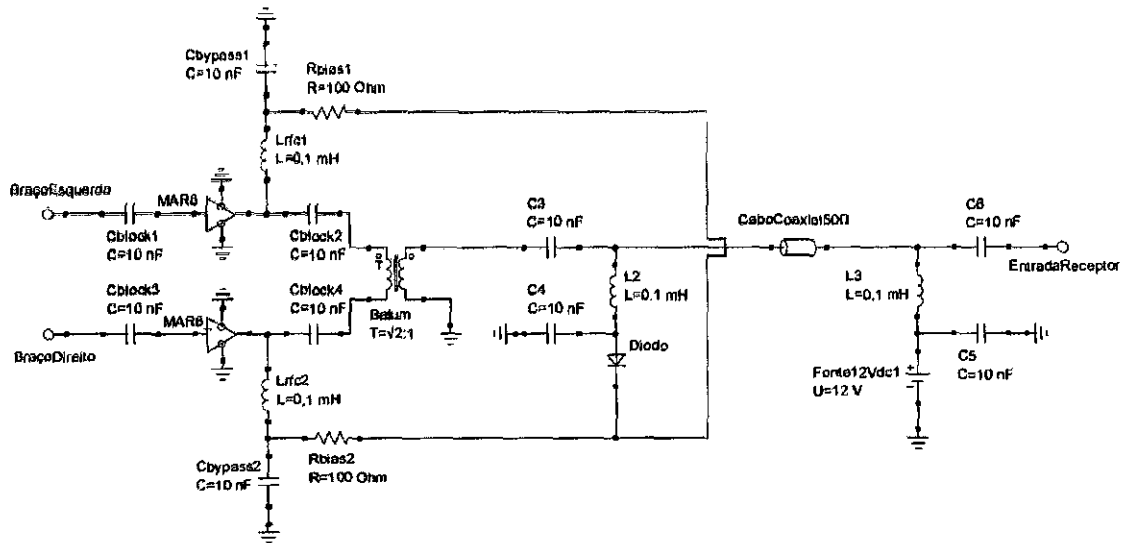 Cbypass1
C=10 nF
Rbias1
R=100 Ohm
Lrfc1
L=0,1 mH
BraçoEsquerdo
MAR6
Cblock1
C=10 nF
Cblock2
C=10 nF
C3
C=10 nF
CaboCoaxial50Ω
C6
C=10 nF
EntradaReceptor
L2
L=0.1 mH
L3
L=0,1 mH
Cblock3
C=10 nF
Cblock4
C=10 nF
MAR6
T
Balum
T=√2:1
C4
C=10 nF
BraçoDireito
Diodo
C5
C=10 nF
Fonte12Vdc1
U=12 V
Lrfc2
L=0,1 mH
Cbypass2
C=10 nF
Rbias2
R=100 Ohm